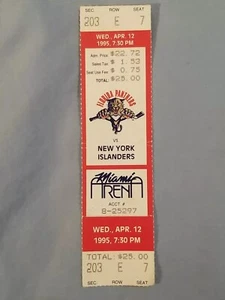 SEC ROW SEAT
203 E 7
WED., APR. 12
1995, 7:30 PM
Adm. Price $22.72
Sales Tax $ 1.53
Seat Use Fee $ 0.75
TOTAL: $25.00
FLORIDA PANTHERS
VS
NEW YORK
ISLANDERS
Miami
ARENA
ACCT #
8-25297
WED., APR. 12
1995, 7:30 PM
TOTAL: $25.00
203 E 7
SEC ROW SEAT